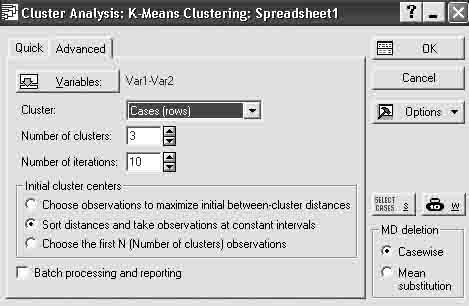 Cluster Analysis: K-Means Clustering: Spreadsheet1
Quick Advanced
Variables: Var1-Var2
Cluster: Cases (rows)
Number of clusters: 3
Number of iterations: 10
Initial cluster centers
Choose observations to maximize initial between-cluster distances
Sort distances and take observations at constant intervals
Choose the first N (Number of clusters) observations
Batch processing and reporting
OK
Cancel
Options
SELECT CASES S W
MD deletion
Casewise
Mean
substitution